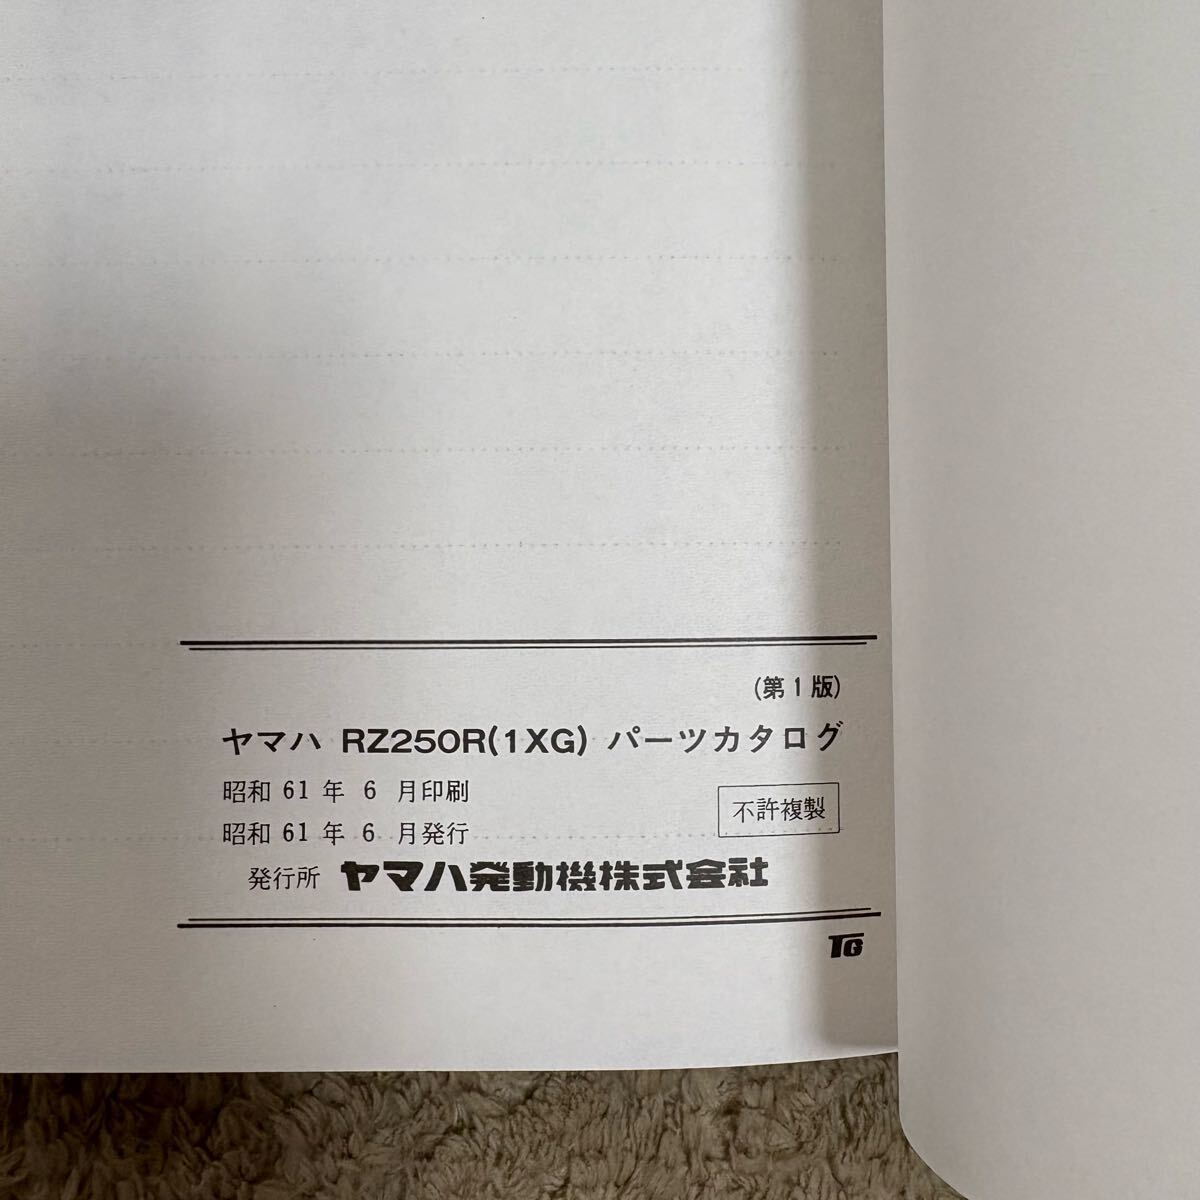 (第1版)
ヤマハ RZ250R(1XG) パーツカタログ
昭和 61 年 6 月印刷
昭和 61 年 6 月発行
不許複製
発行所 ヤマハ発動機株式会社
TG